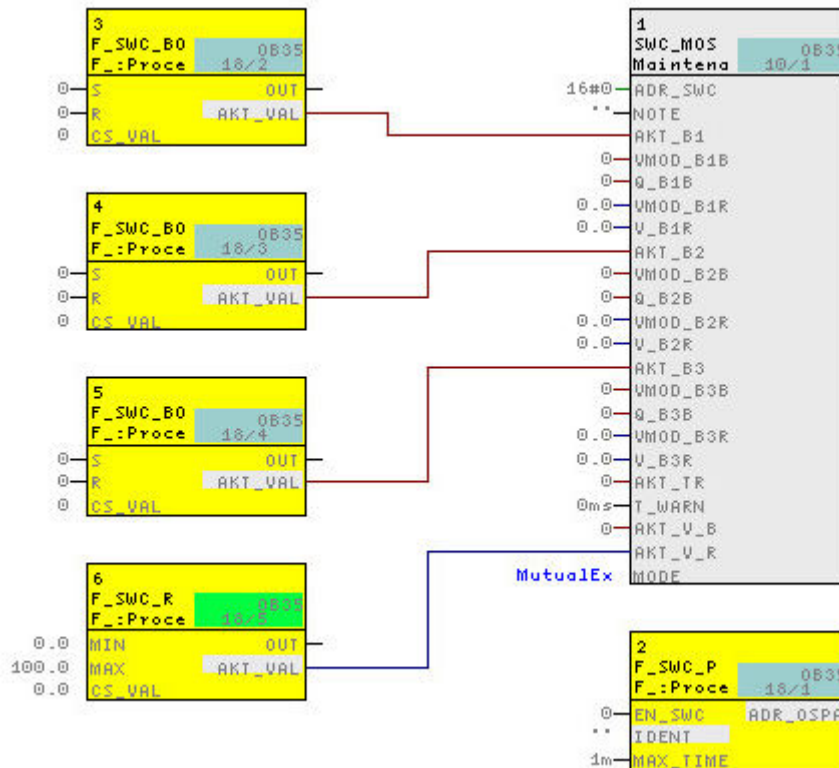 3
F_SWC_BO
F_:Proce
OB35
18/2
0 S OUT
0 R AKT_VAL
0 CS_VAL
4
F_SWC_BO
F_:Proce
OB35
18/3
0 S OUT
0 R AKT_VAL
0 CS_VAL
5
F_SWC_BO
F_:Proce
OB35
18/4
0 S OUT
0 R AKT_VAL
0 CS_VAL
6
F_SWC_R
F_:Proce
OB35
18/5
0.0 MIN OUT
100.0 MAX AKT_VAL
0.0 CS_VAL
1
SWC_MOS
Maintena
OB35
10/1
16#0 ADR_SWC
'' NOTE
AKT_B1
0 VMOD_B1B
0 Q_B1B
0.0 VMOD_B1R
0.0 V_B1R
AKT_B2
0 VMOD_B2B
0 Q_B2B
0.0 VMOD_B2R
0.0 V_B2R
AKT_B3
0 VMOD_B3B
0 Q_B3B
0.0 VMOD_B3R
0.0 V_B3R
0 AKT_TR
0ms T_WARN
0 AKT_V_B
AKT_V_R
MutualEx MODE
2
F_SWC_P
F_:Proce
OB35
18/1
0 EN_SWC ADR_OSPA
'' IDENT
1m MAX_TIME